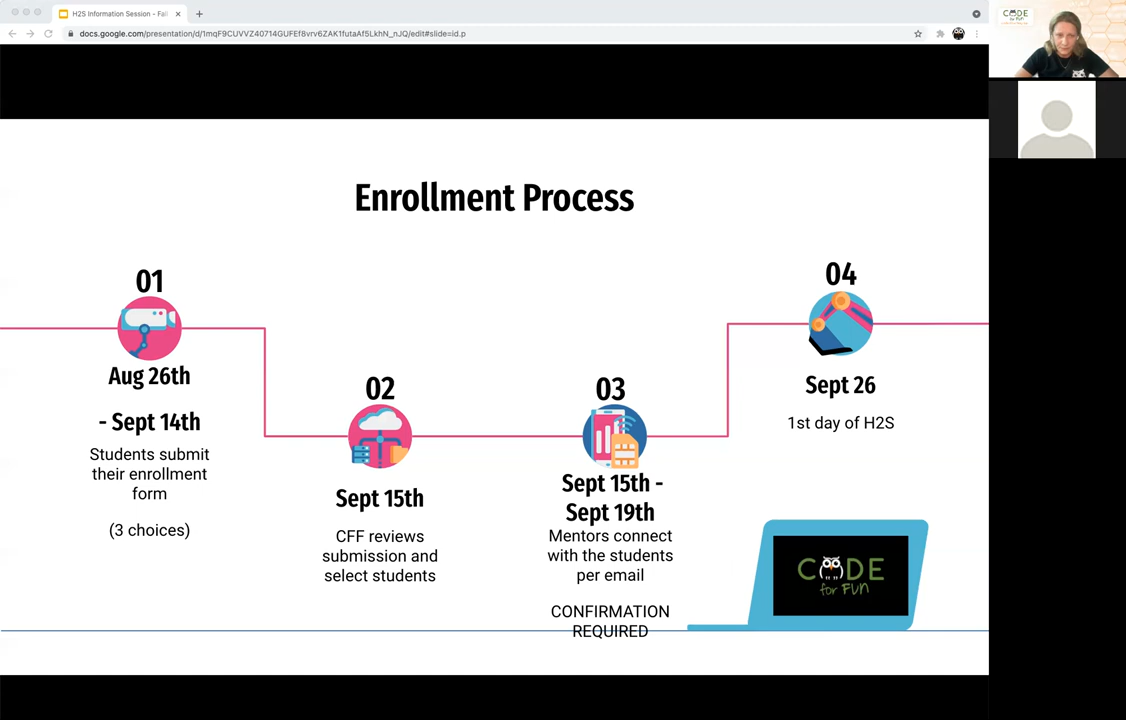 H2S Information Session - Fall
docs.google.com/presentation/d/1mqF9CUVVZ40714GUFEf8vrv6ZAK1futaAf5LkhN_nJQ/edit#slide=id.p
CODE
for FUN
Enrollment Process
01
Aug 26th
- Sept 14th
Students submit
their enrollment
form
(3 choices)
02
Sept 15th
CFF reviews
submission and
select students
03
Sept 15th -
Sept 19th
Mentors connect
with the students
per email
CONFIRMATION
REQUIRED
04
Sept 26
1st day of H2S
CODE
for FUN